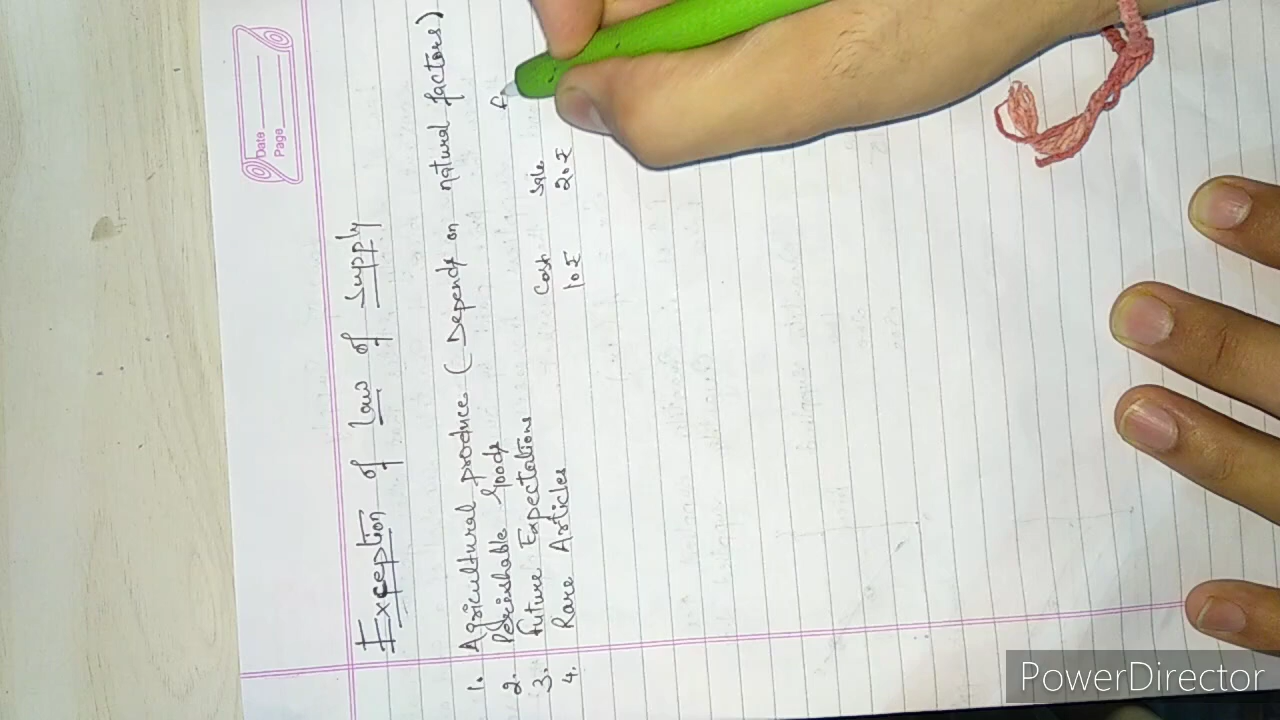 Date
Page
Exception of Law of Supply
1. Agricultural produce (Depends on natural factors)
2. Perishable Goods
3. Future Expectations Cost Sale
4. Rare Articles 10₹ 20₹
PowerDirector